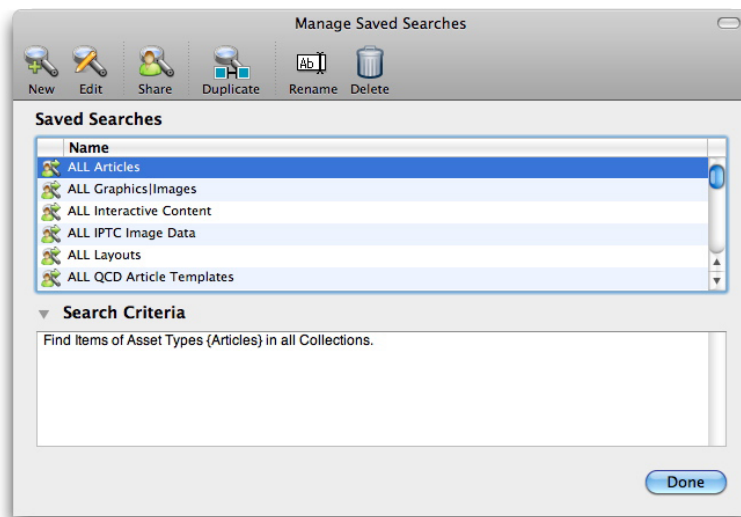 Manage Saved Searches
New Edit Share Duplicate Ab Rename Delete
Saved Searches
Name
ALL Articles
ALL Graphics|Images
ALL Interactive Content
ALL IPTC Image Data
ALL Layouts
ALL QCD Article Templates
Search Criteria
Find Items of Asset Types {Articles} in all Collections.
Done